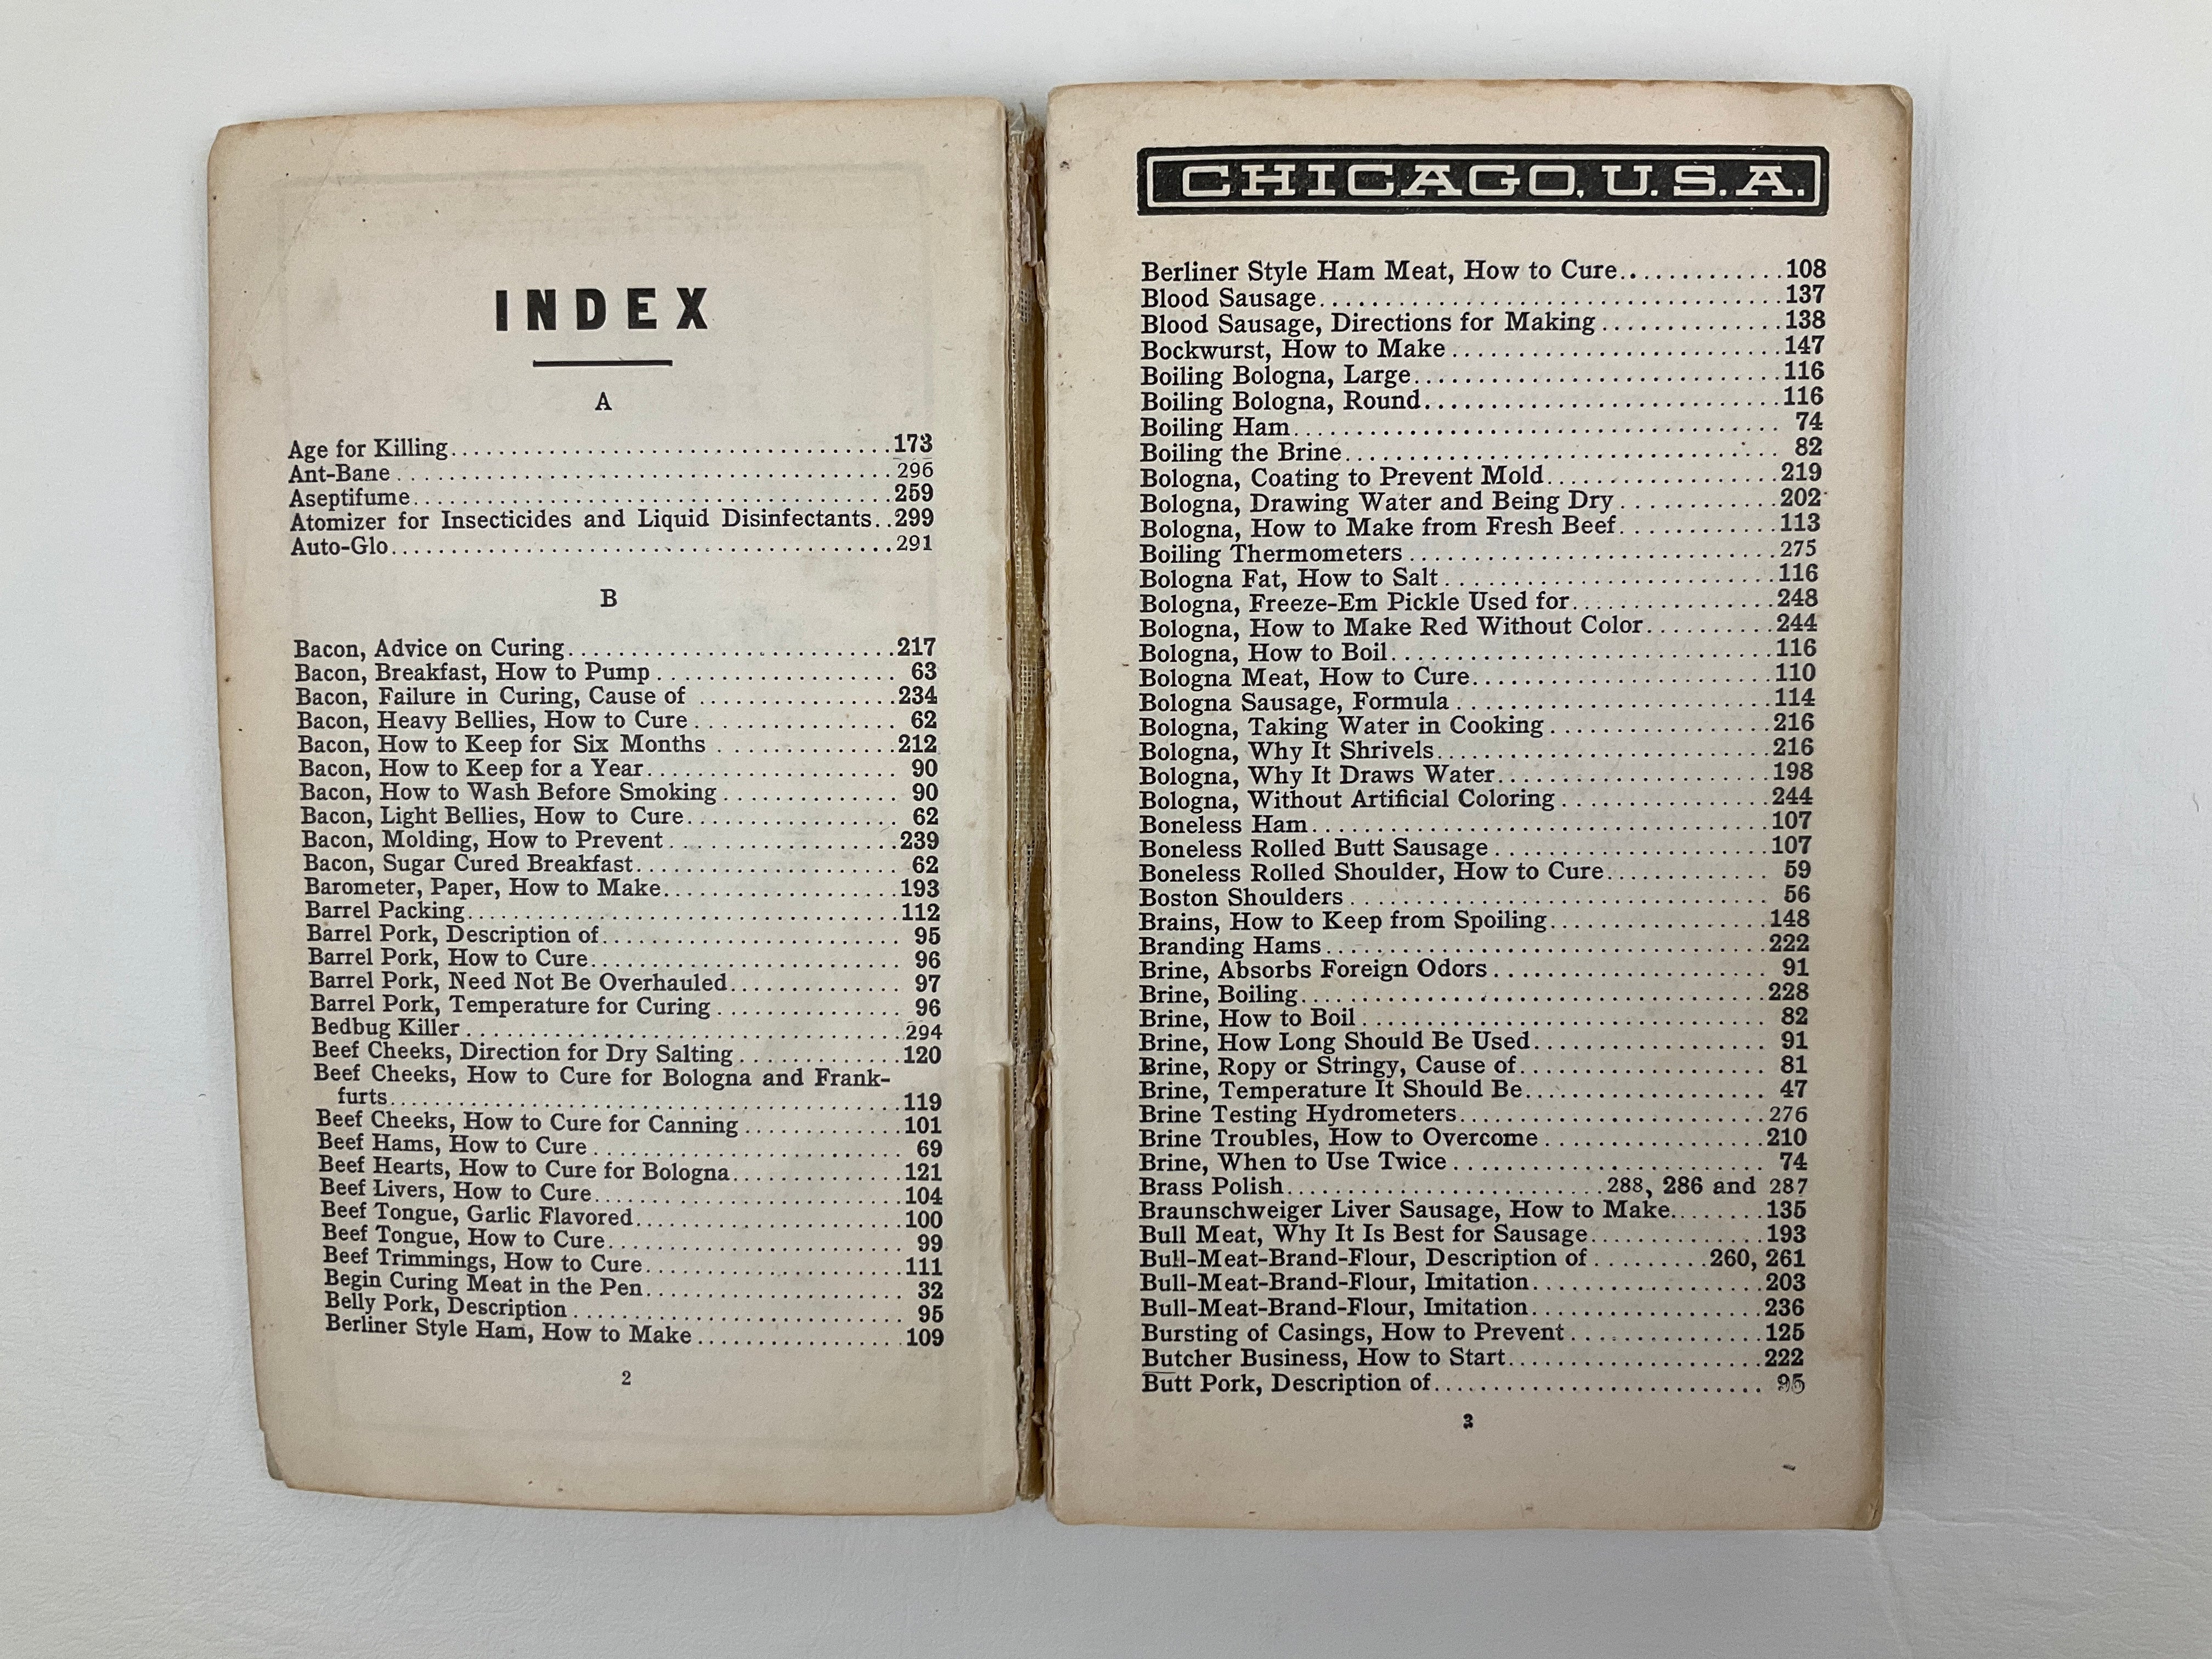 INDEX
A
Age for Killing....................................173
Ant-Bane..........................................296
Aseptifume........................................259
Atomizer for Insecticides and Liquid Disinfectants..299
Auto-Glo..........................................291
B
Bacon, Advice on Curing...........................217
Bacon, Breakfast, How to Pump.................... 63
Bacon, Failure in Curing, Cause of ................234
Bacon, Heavy Bellies, How to Cure................. 62
Bacon, How to Keep for Six Months ...............212
Bacon, How to Keep for a Year..................... 90
Bacon, How to Wash Before Smoking............... 90
Bacon, Light Bellies, How to Cure.................. 62
Bacon, Molding, How to Prevent...................239
Bacon, Sugar Cured Breakfast...................... 62
Barometer, Paper, How to Make....................193
Barrel Packing....................................112
Barrel Pork, Description of......................... 95
Barrel Pork, How to Cure.......................... 96
Barrel Pork, Need Not Be Overhauled............... 97
Barrel Pork, Temperature for Curing................ 96
Bedbug Killer.....................................294
Beef Cheeks, Direction for Dry Salting..............120
Beef Cheeks, How to Cure for Bologna and Frank-
furts...........................................119
Beef Cheeks, How to Cure for Canning..............101
Beef Hams, How to Cure.......................... 69
Beef Hearts, How to Cure for Bologna..............121
Beef Livers, How to Cure..........................104
Beef Tongue, Garlic Flavored.......................100
Beef Tongue, How to Cure......................... 99
Beef Trimmings, How to Cure......................111
Begin Curing Meat in the Pen...................... 32
Belly Pork, Description............................ 95
Berliner Style Ham, How to Make..................109
2
CHICAGO, U.S.A.
Berliner Style Ham Meat, How to Cure.............108
Blood Sausage....................................137
Blood Sausage, Directions for Making..............138
Bockwurst, How to Make..........................147
Boiling Bologna, Large.............................116
Boiling Bologna, Round............................116
Boiling Ham...................................... 74
Boiling the Brine.................................. 82
Bologna, Coating to Prevent Mold..................219
Bologna, Drawing Water and Being Dry.............202
Bologna, How to Make from Fresh Beef.............113
Boiling Thermometers.............................275
Bologna Fat, How to Salt..........................116
Bologna, Freeze-Em Pickle Used for................248
Bologna, How to Make Red Without Color..........244
Bologna, How to Boil..............................116
Bologna Meat, How to Cure........................110
Bologna Sausage, Formula.........................114
Bologna, Taking Water in Cooking.................216
Bologna, Why It Shrivels...........................216
Bologna, Why It Draws Water......................198
Bologna, Without Artificial Coloring................244
Boneless Ham....................................107
Boneless Rolled Butt Sausage......................107
Boneless Rolled Shoulder, How to Cure............. 59
Boston Shoulders................................. 56
Brains, How to Keep from Spoiling.................148
Branding Hams...................................222
Brine, Absorbs Foreign Odors...................... 91
Brine, Boiling.....................................228
Brine, How to Boil................................ 82
Brine, How Long Should Be Used................... 91
Brine, Ropy or Stringy, Cause of.................... 81
Brine, Temperature It Should Be.................... 47
Brine Testing Hydrometers.........................276
Brine Troubles, How to Overcome..................210
Brine, When to Use Twice......................... 74
Brass Polish..........................288, 286 and 287
Braunschweiger Liver Sausage, How to Make........135
Bull Meat, Why It Is Best for Sausage..............193
Bull-Meat-Brand-Flour, Description of.........260, 261
Bull-Meat-Brand-Flour, Imitation...................203
Bull-Meat-Brand-Flour, Imitation...................236
Bursting of Casings, How to Prevent................125
Butcher Business, How to Start.....................222
Butt Pork, Description of........................... 95
3